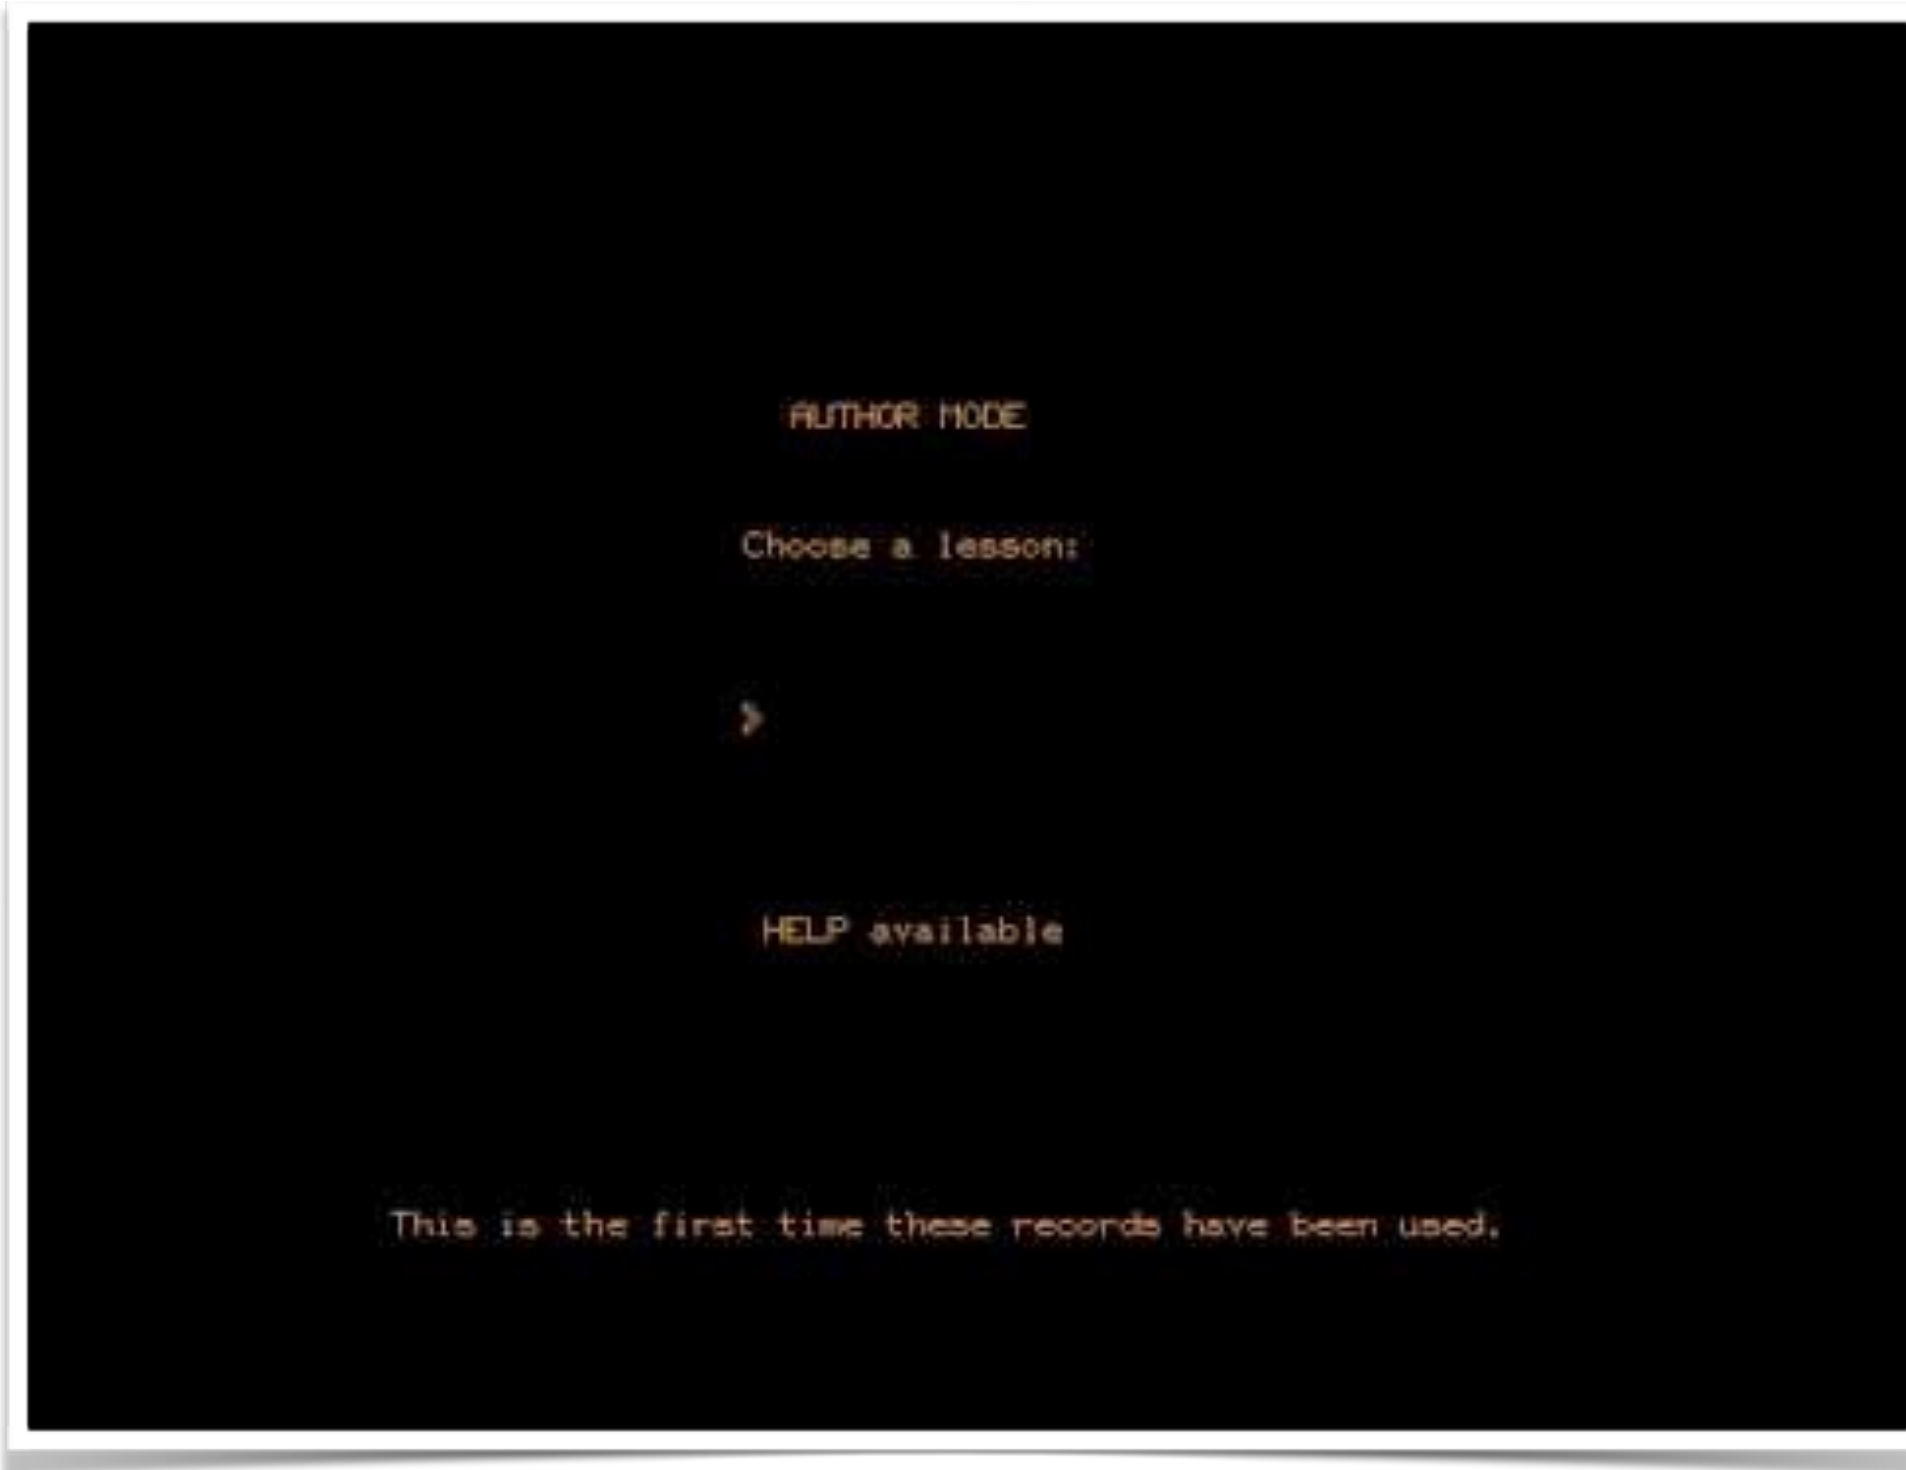 AUTHOR MODE
Choose a lesson:
>
HELP available
This is the first time these records have been used.